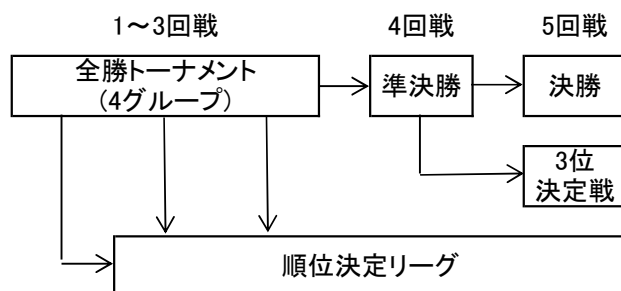 1～3回戦
4回戦
5回戦
全勝トーナメント
(4グループ)
準決勝
決勝
3位
決定戦
順位決定リーグ